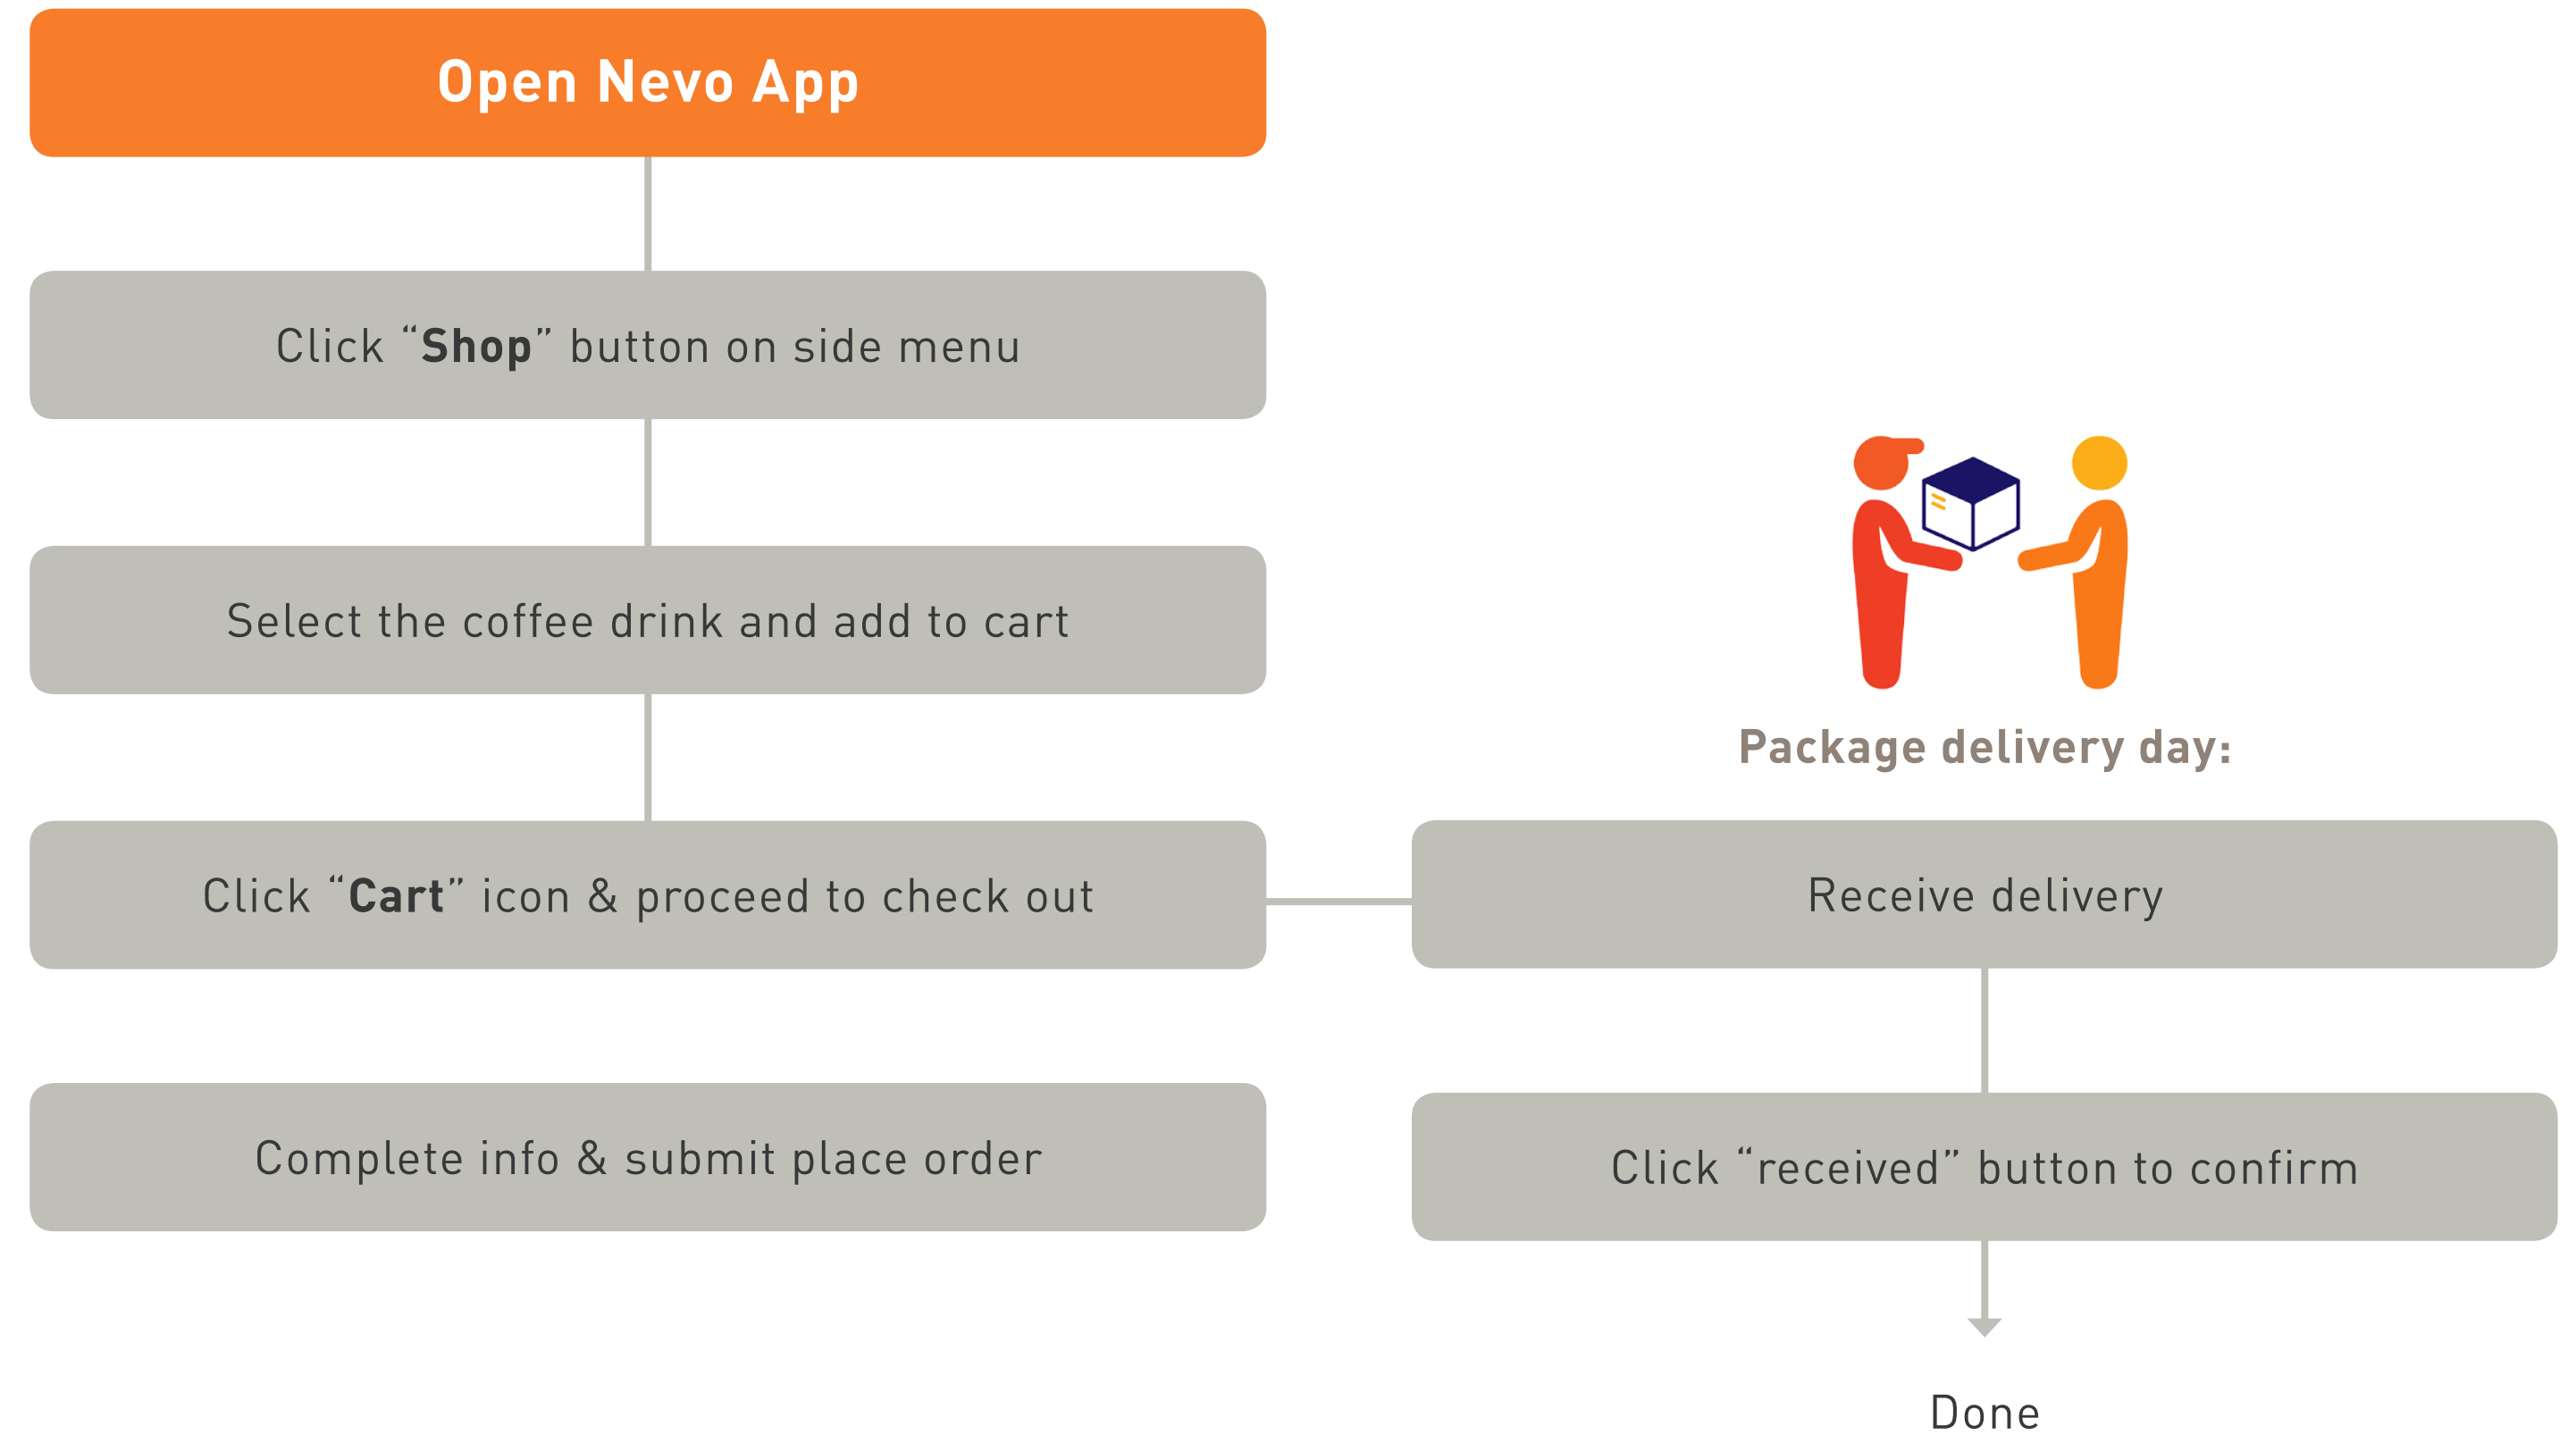 Open Nevo App
Click “Shop” button on side menu
Select the coffee drink and add to cart
Click “Cart” icon & proceed to check out
Complete info & submit place order
Package delivery day:
Receive delivery
Click “received” button to confirm
Done